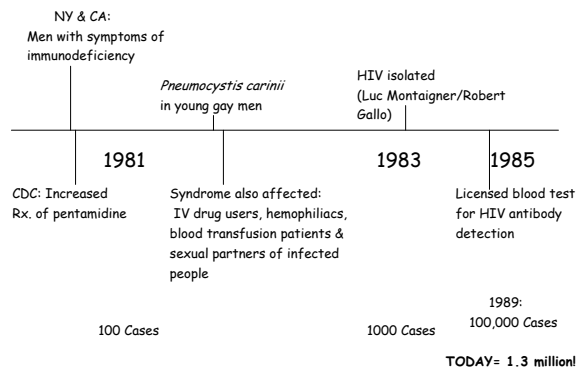 NY & CA:
Men with symptoms of
immunodeficiency
Pneumocystis carinii
in young gay men
HIV isolated
(Luc Montaigner/Robert
Gallo)
1981
1983
1985
CDC: Increased
Rx. of pentamidine
Syndrome also affected:
IV drug users, hemophiliacs,
blood transfusion patients &
sexual partners of infected
people
Licensed blood test
for HIV antibody
detection
100 Cases
1000 Cases
1989:
100,000 Cases
TODAY= 1.3 million!